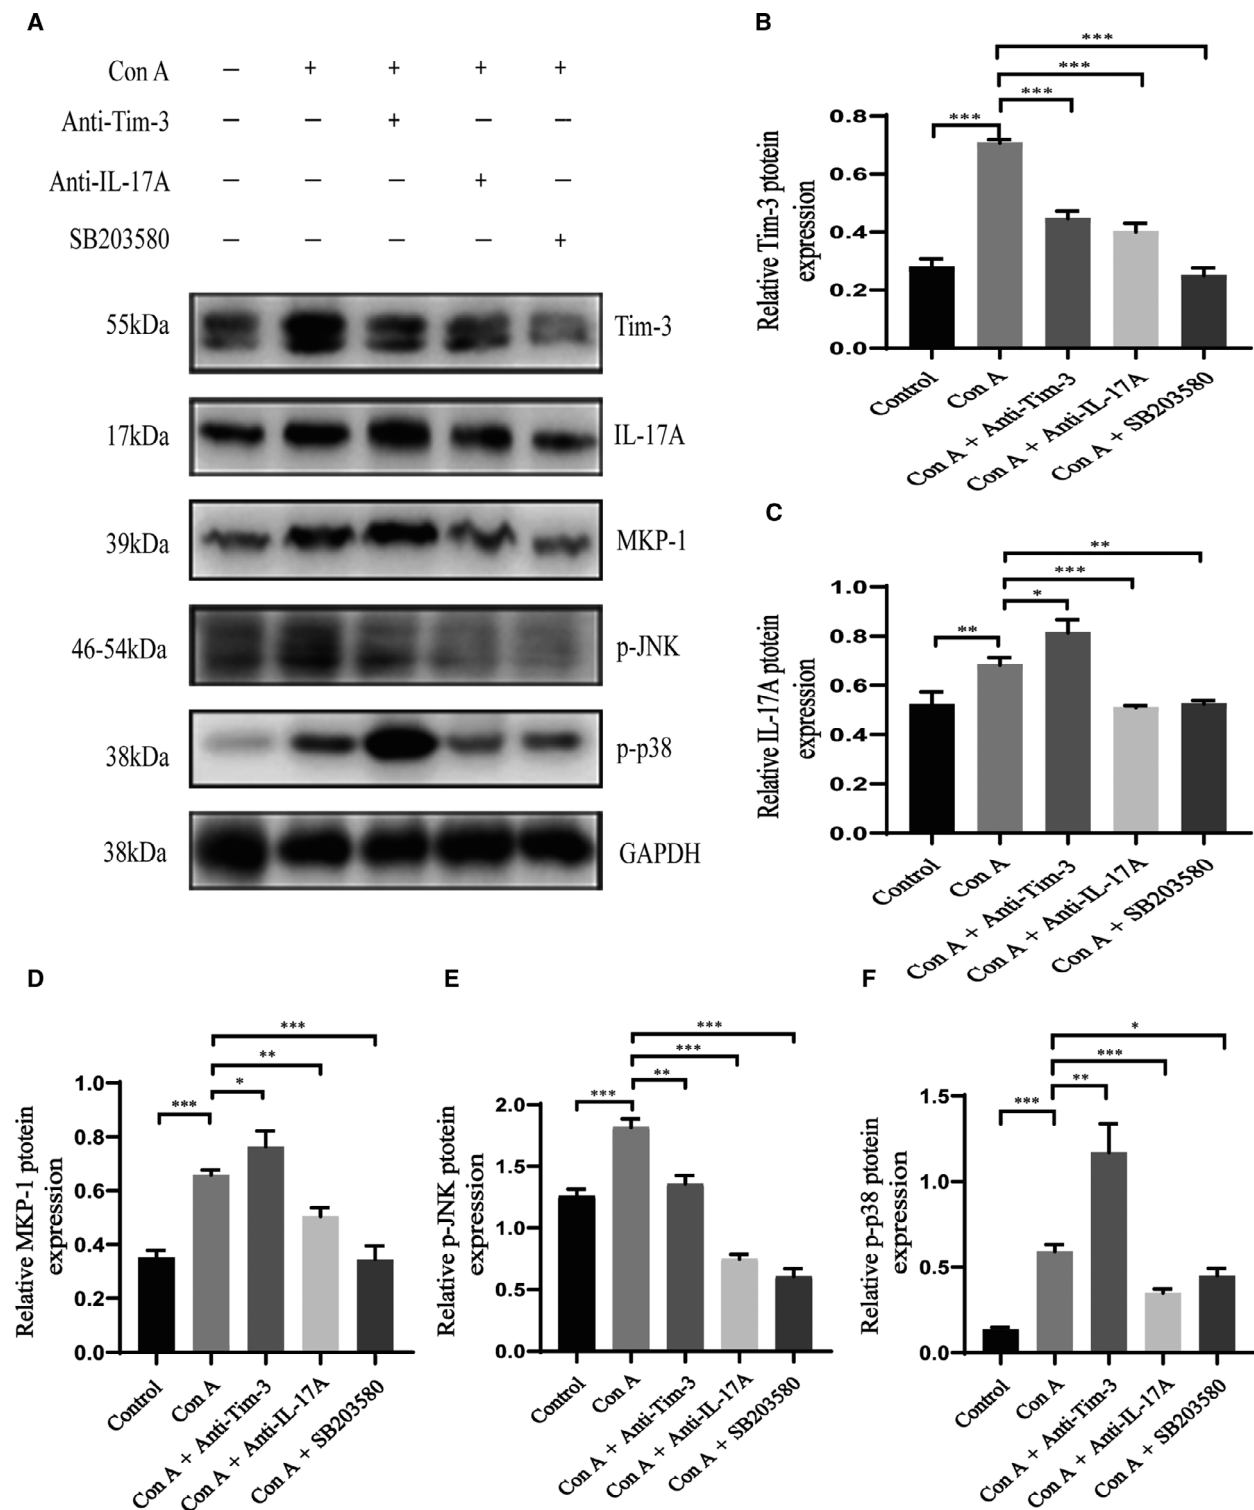 A
Con A – + + + +
Anti-Tim-3 – – + – –
Anti-IL-17A – – – + –
SB203580 – – – – +
55kDa Tim-3
17kDa IL-17A
39kDa MKP-1
46-54kDa p-JNK
38kDa p-p38
38kDa GAPDH
B
***
***
***
***
Relative Tim-3 ptotein
expression
0.8
0.6
0.4
0.2
0.0
Control
Con A
Con A + Anti-Tim-3
Con A + Anti-IL-17A
Con A + SB203580
C
**
***
*
**
Relative IL-17A ptotein
expression
1.0
0.8
0.6
0.4
0.2
0.0
Control
Con A
Con A + Anti-Tim-3
Con A + Anti-IL-17A
Con A + SB203580
D
***
**
*
***
Relative MKP-1 ptotein
expression
1.0
0.8
0.6
0.4
0.2
0.0
Control
Con A
Con A + Anti-Tim-3
Con A + Anti-IL-17A
Con A + SB203580
E
***
***
**
***
Relative p-JNK ptotein
expression
2.0
1.5
1.0
0.5
0.0
Control
Con A
Con A + Anti-Tim-3
Con A + Anti-IL-17A
Con A + SB203580
F
*
***
**
***
Relative p-p38 ptotein
expression
1.5
1.0
0.5
0.0
Control
Con A
Con A + Anti-Tim-3
Con A + Anti-IL-17A
Con A + SB203580